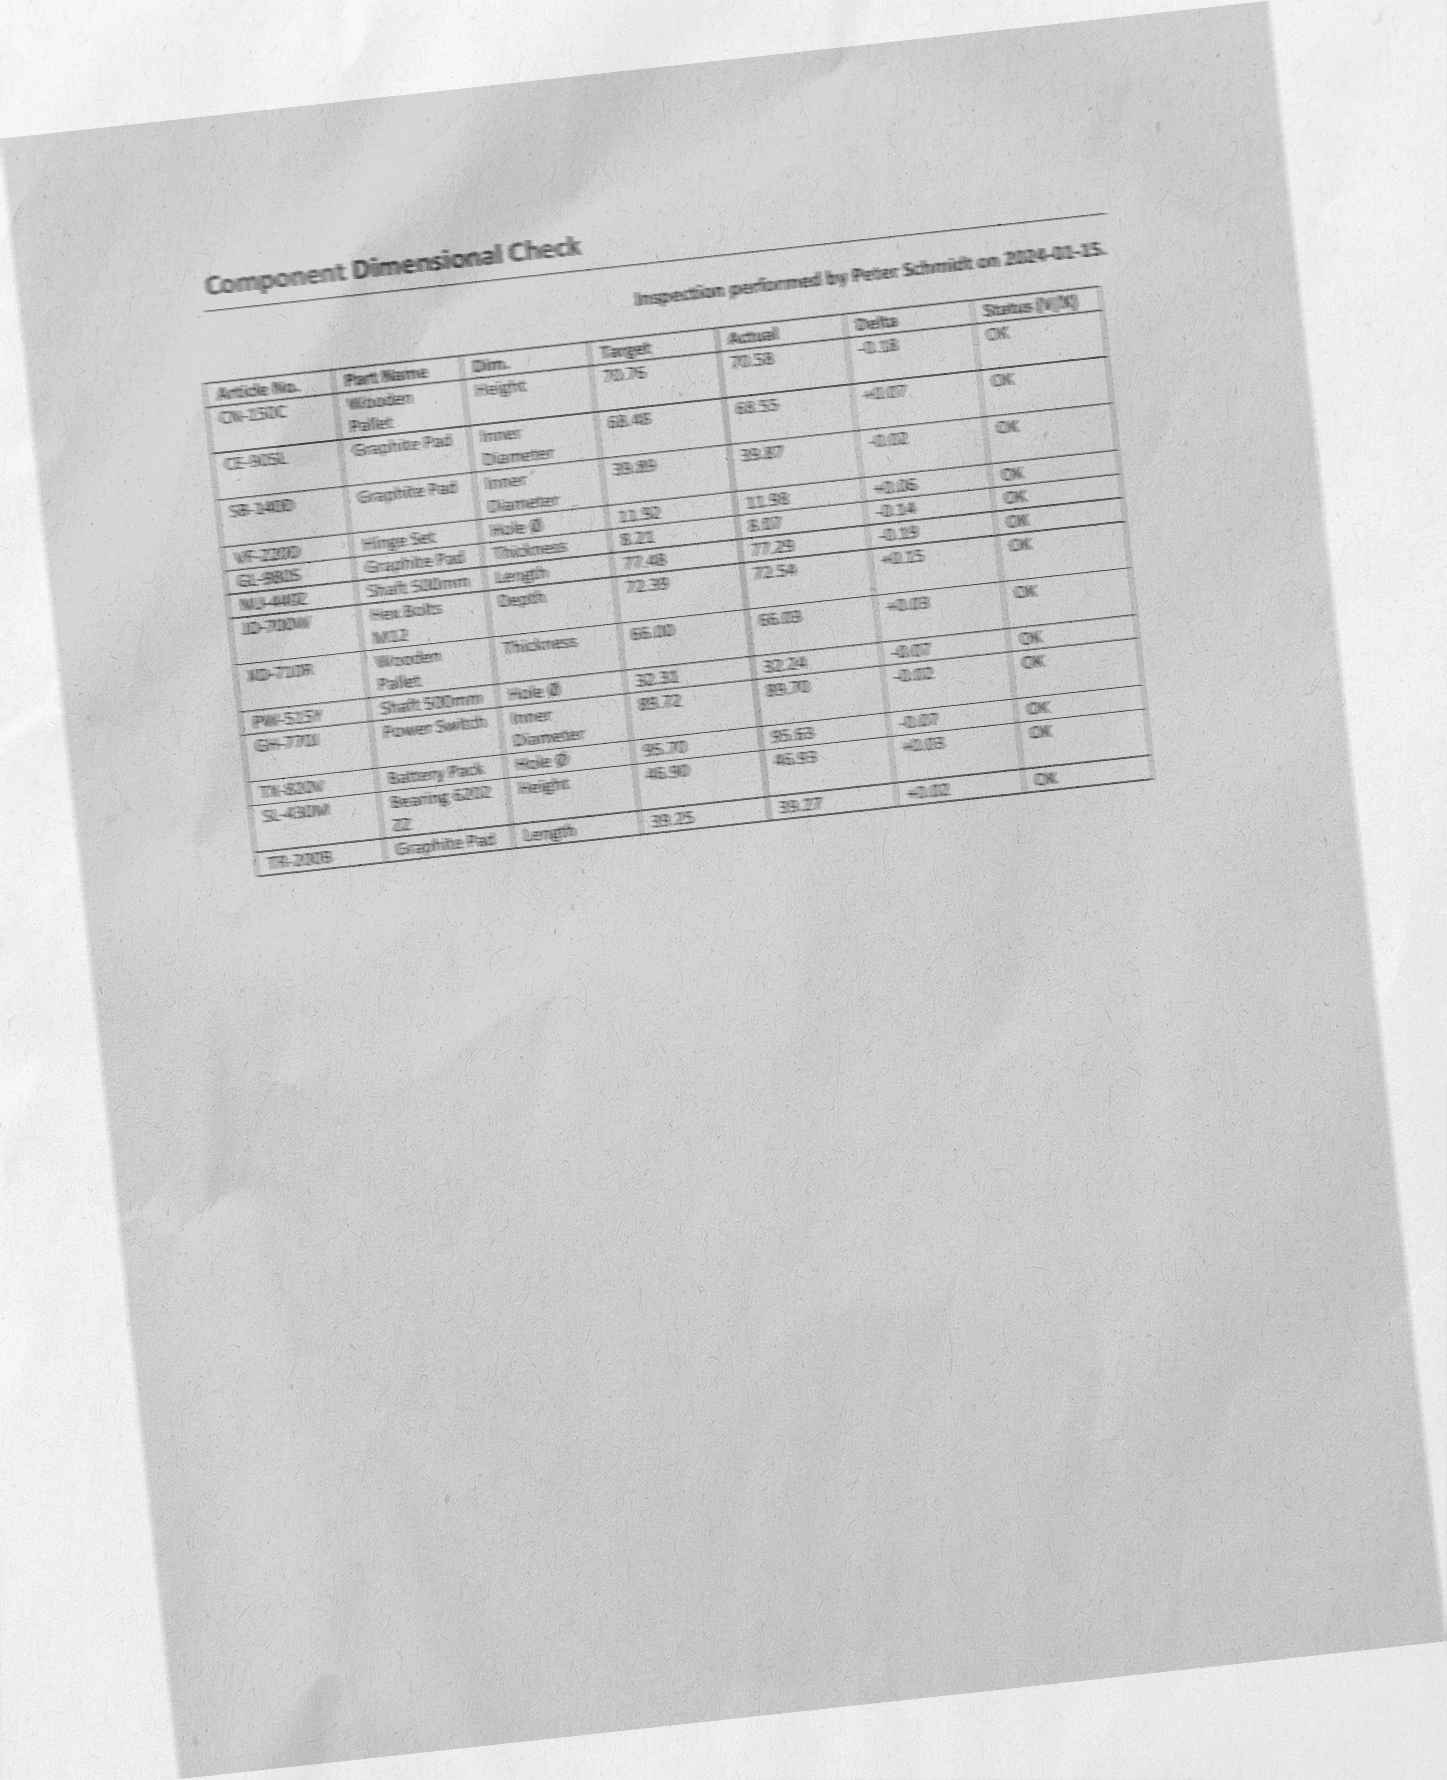 Component Dimensional Check
Inspection performed by Peter Schmidt on 2024-01-15.
Article No. Part Name Dim. Target Actual Delta Status (V/X)
CN-150C Wooden Pallet Height 70.76 70.58 -0.18 OK
CE-905L Graphite Pad Inner Diameter 68.48 68.55 +0.07 OK
SB-140D Graphite Pad Inner Diameter 39.89 39.87 -0.02 OK
VF-220D Hinge Set Hole Ø 11.92 11.98 +0.06 OK
GL-980S Graphite Pad Thickness 8.21 8.07 -0.14 OK
Shaft 500mm Length 77.48 77.29 -0.19 OK
JD-700W Hex Bolts M12 Depth 72.39 72.54 +0.15 OK
XD-710R Wooden Pallet Thickness 66.00 66.03 +0.03 OK
PW-515Y Shaft 500mm Hole Ø 32.31 32.24 -0.07 OK
GH-770J Power Switch Inner Diameter 89.72 89.70 -0.02 OK
TX-820V Battery Pack Hole Ø 95.70 95.63 -0.07 OK
SL-430M Bearing 6202 ZZ Height 46.90 46.93 +0.03 OK
TR-200B Graphite Pad Length 39.25 39.27 +0.02 OK